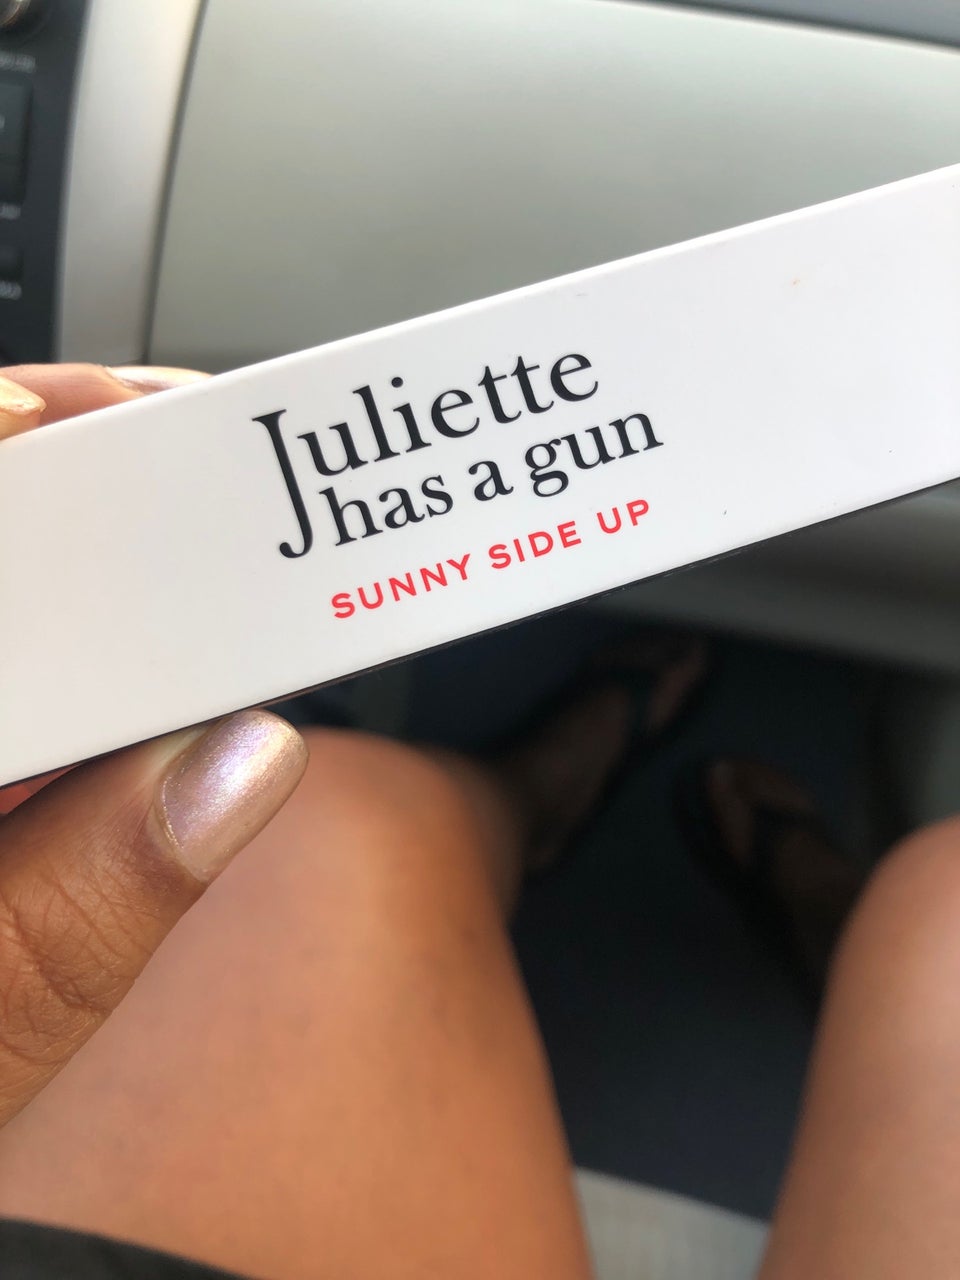 Juliette
has a gun
SUNNY SIDE UP